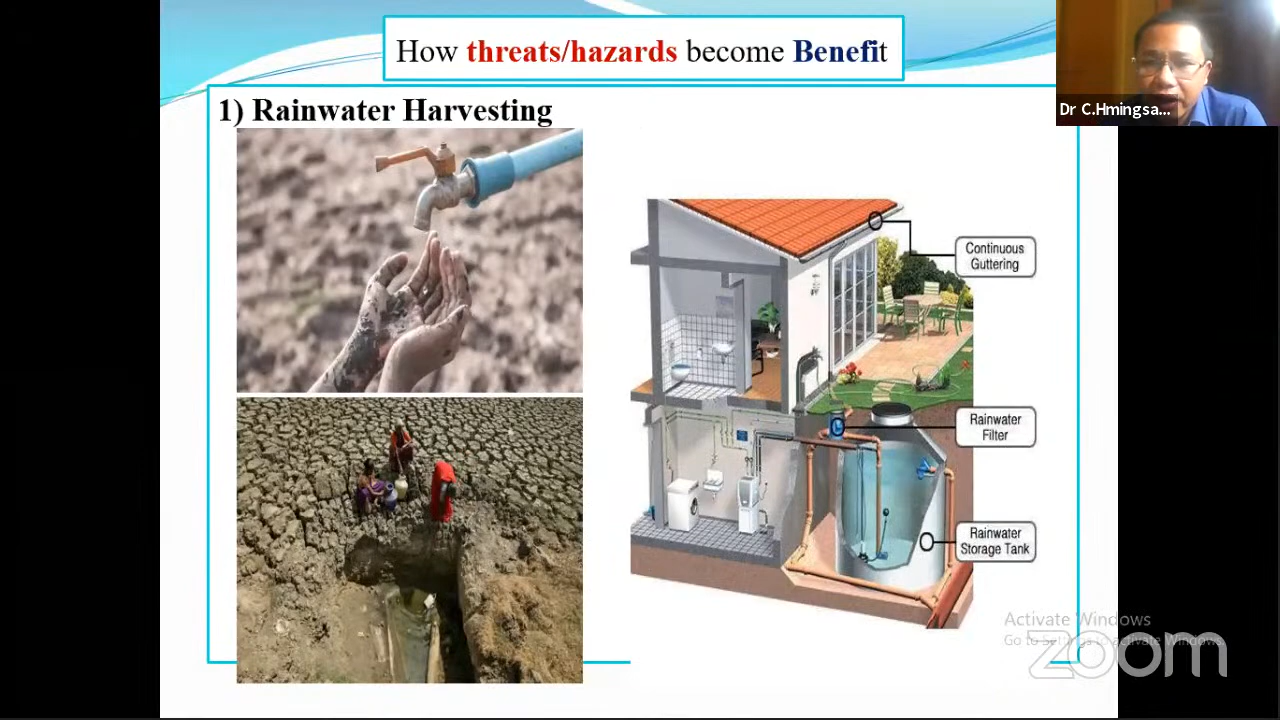 How threats/hazards become Benefit
Dr C.Hmingsa...
1) Rainwater Harvesting
Continuous
Guttering
Rainwater
Filter
Rainwater
Storage Tank
Activate Windows
Go to Settings to activate Windows.
zoom